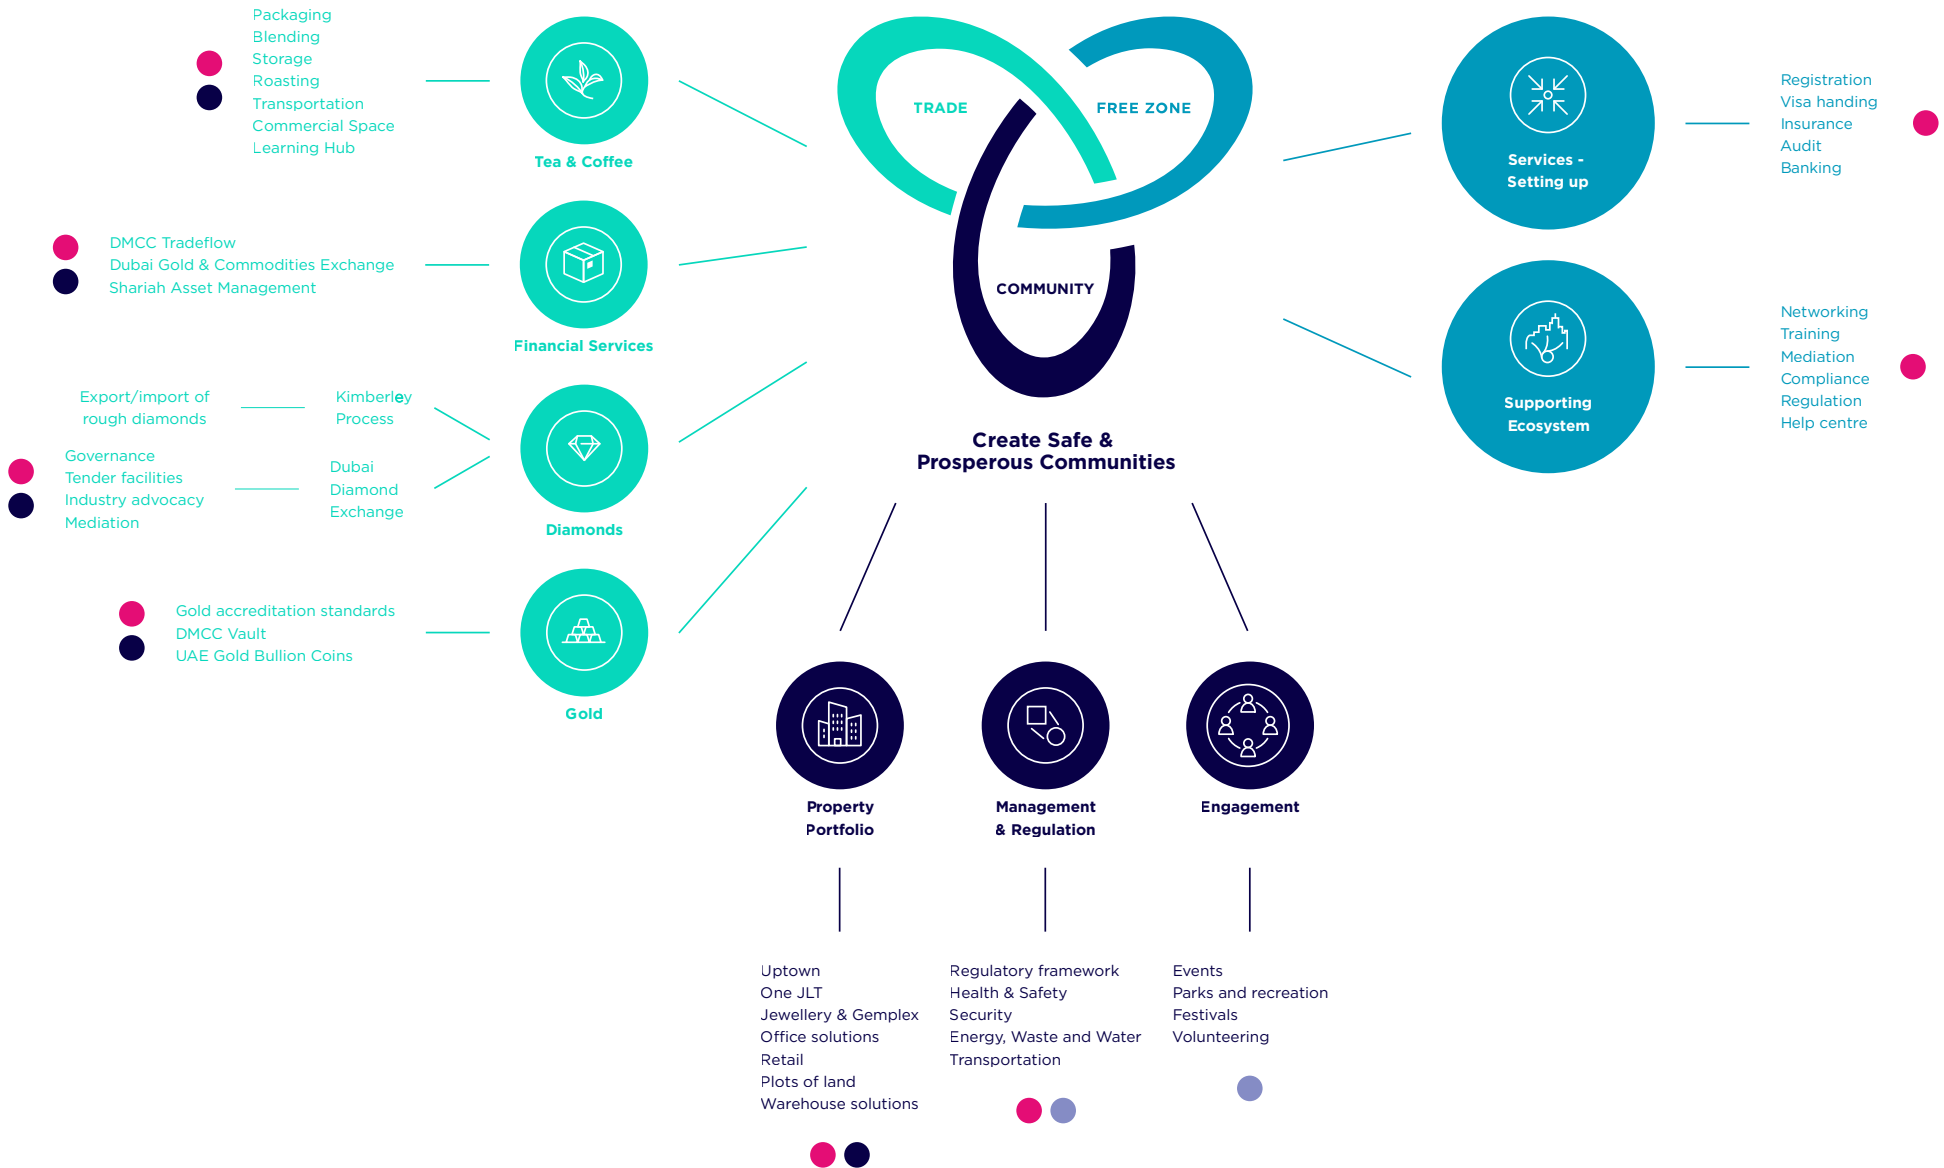 Packaging
Blending
Storage
Roasting
Transportation
Commercial Space
Learning Hub
Tea & Coffee
DMCC Tradeflow
Dubai Gold & Commodities Exchange
Shariah Asset Management
Financial Services
Export/import of
rough diamonds
Kimberley
Process
Governance
Tender facilities
Industry advocacy
Mediation
Dubai
Diamond
Exchange
Diamonds
Gold accreditation standards
DMCC Vault
UAE Gold Bullion Coins
Gold
TRADE
FREE ZONE
COMMUNITY
Create Safe &
Prosperous Communities
Services -
Setting up
Registration
Visa handing
Insurance
Audit
Banking
Supporting
Ecosystem
Networking
Training
Mediation
Compliance
Regulation
Help centre
Property
Portfolio
Uptown
One JLT
Jewellery & Gemplex
Office solutions
Retail
Plots of land
Warehouse solutions
Management
& Regulation
Regulatory framework
Health & Safety
Security
Energy, Waste and Water
Transportation
Engagement
Events
Parks and recreation
Festivals
Volunteering